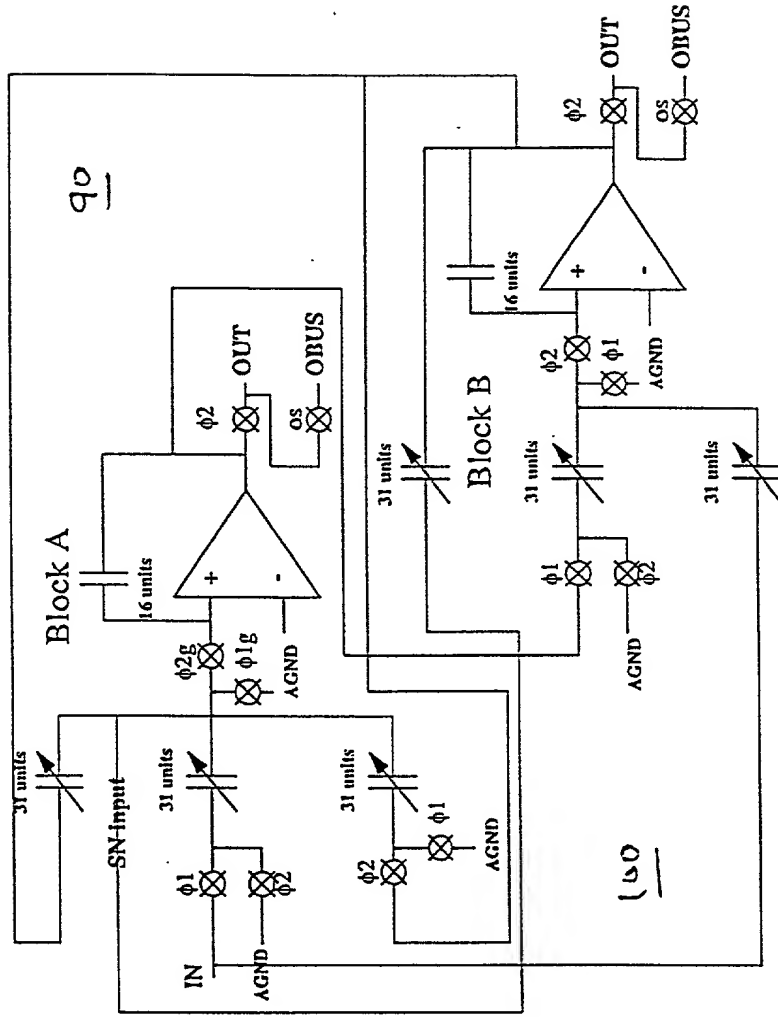 90
Block A
16 units
31 units
SN-input
φ2g
φ1g
AGND
+
-
φ2
OUT
os
OBUS
IN
φ1
31 units
φ2
AGND
31 units
φ2
φ1
AGND
Block B
31 units
16 units
φ2
φ1
AGND
+
-
φ2
OUT
os
OBUS
φ1
31 units
φ2
AGND
31 units
100